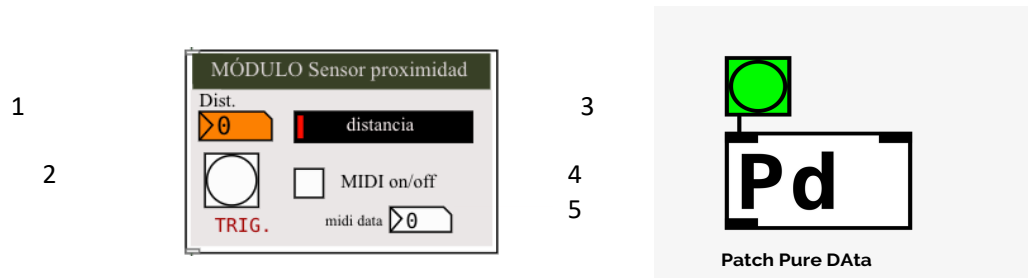 MÓDULO Sensor proximidad
1
Dist.
>0
distancia
3
2
MIDI on/off
4
TRIG.
midi data >0
5
Pd
Patch Pure DAta